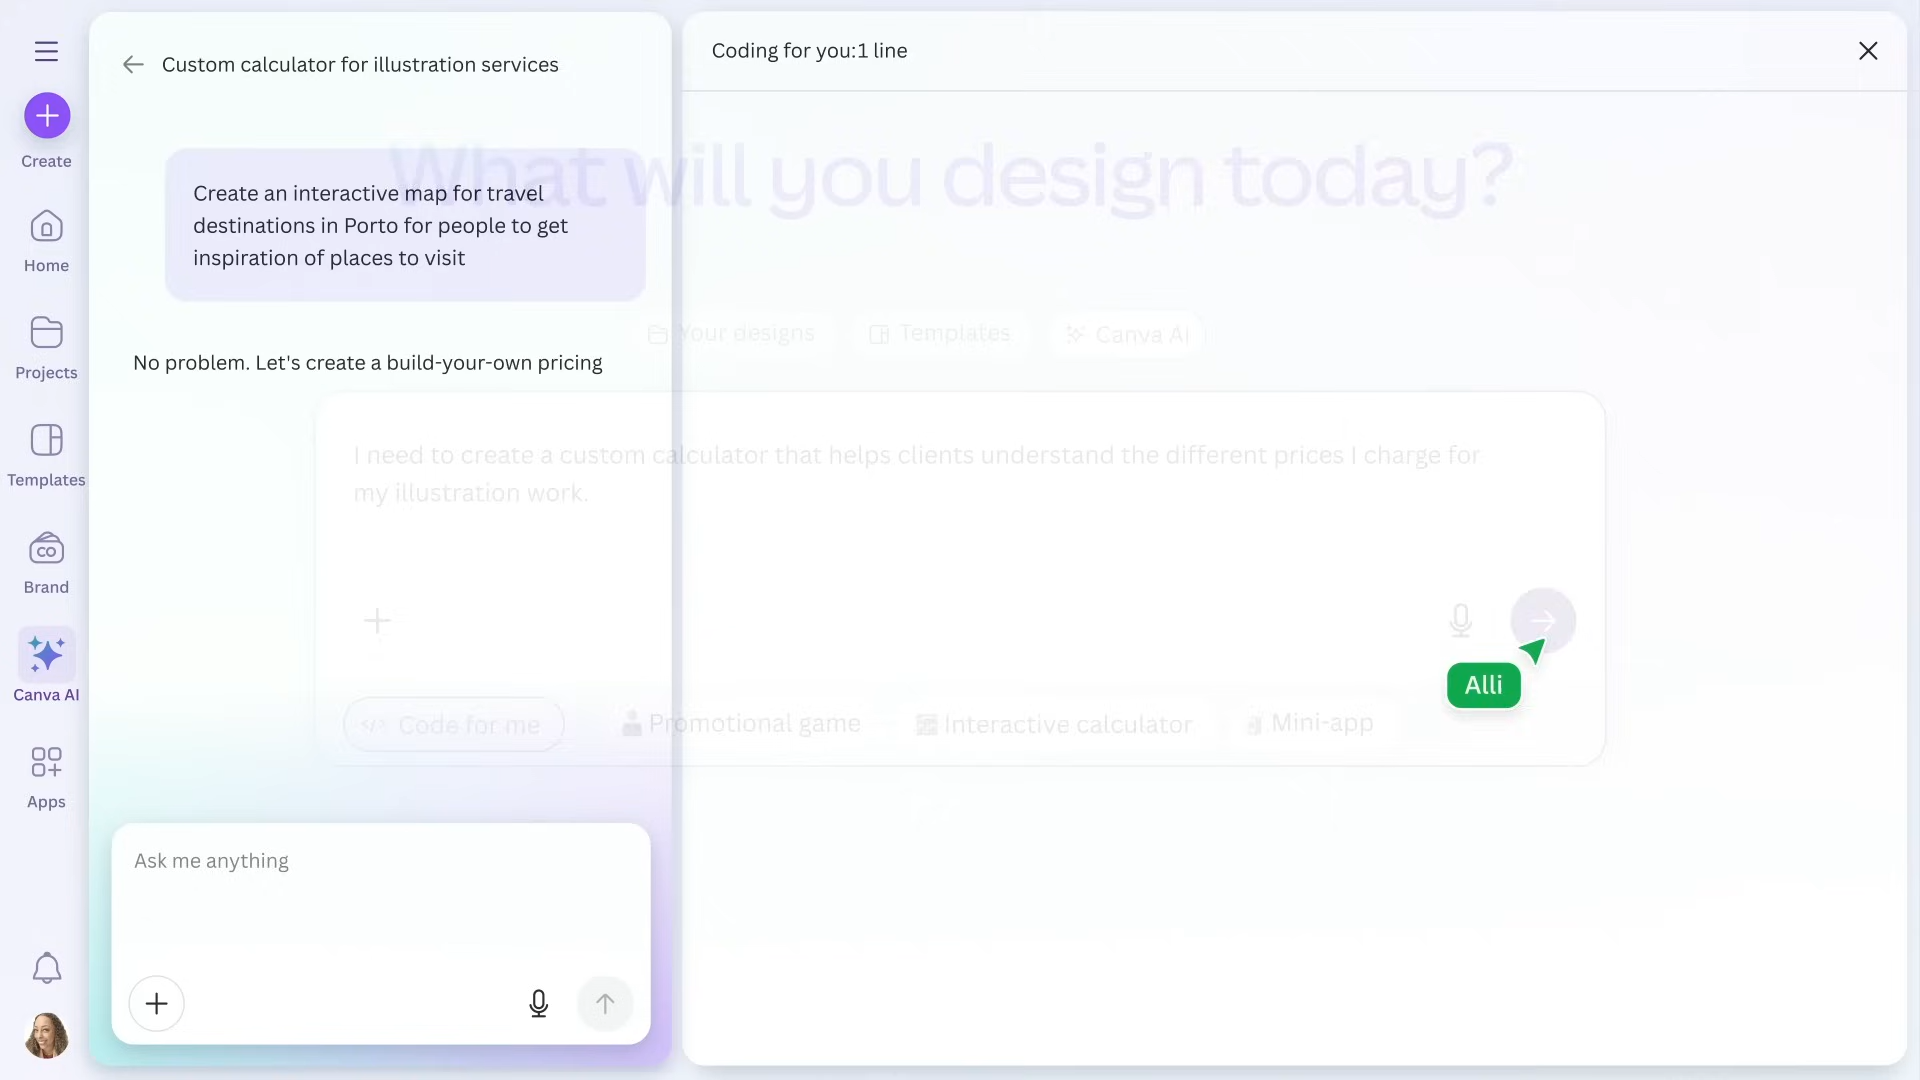 Create
Home
Projects
Templates
Brand
CO
Canva AI
Apps
Custom calculator for illustration services
Create an interactive map for travel
destinations in Porto for people to get
inspiration of places to visit
No problem. Let's create a build-your-own pricing
Ask me anything
Coding for you:1 line
What will you design today?
Your designs
Templates
Canva AI
I need to create a custom calculator that helps clients understand the different prices I charge for
my illustration work.
Code for me
Promotional game
Interactive calculator
Mini-app
Alli